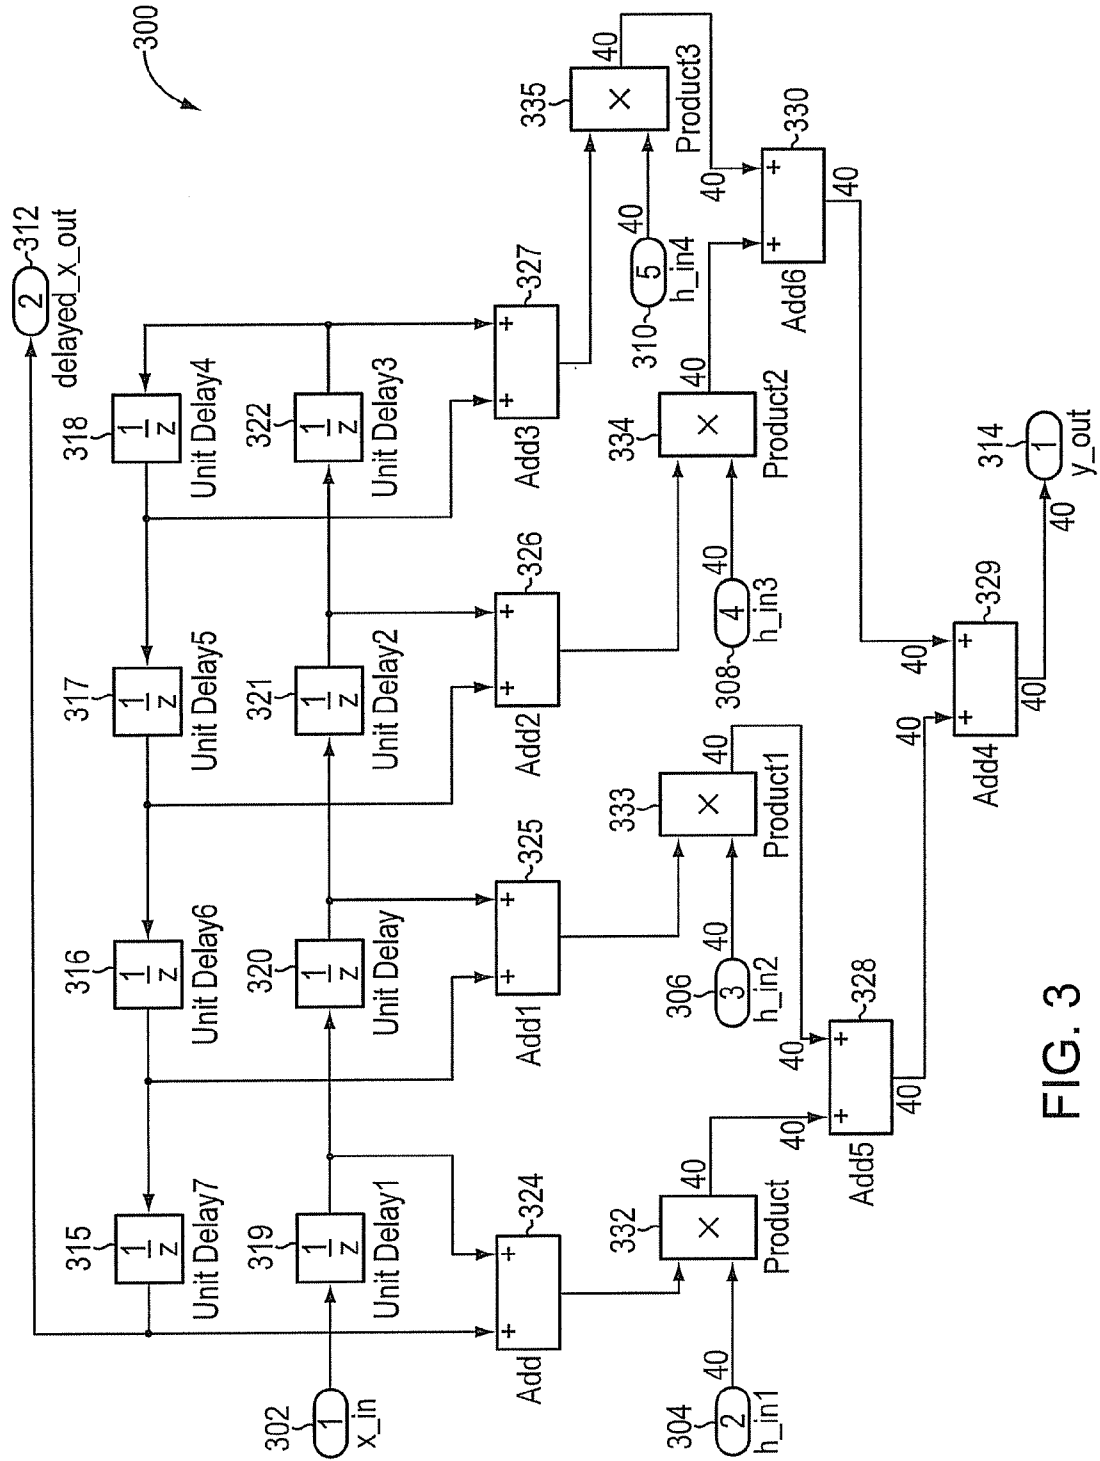 300
2
312
delayed_x_out
315
1
z
Unit Delay7
316
1
z
Unit Delay6
317
1
z
Unit Delay5
318
1
z
Unit Delay4
302
1
x_in
319
1
z
Unit Delay1
320
1
z
Unit Delay
321
1
z
Unit Delay2
322
1
z
Unit Delay3
+
+
324
Add
+
+
325
Add1
+
+
326
Add2
+
+
327
Add3
304
2
h_in1
40
332
×
Product
40
306
3
h_in2
40
333
×
Product1
40
308
4
h_in3
40
334
×
Product2
40
310
5
h_in4
40
335
×
Product3
40
40
40
+
+
328
Add5
40
40
+
+
330
Add6
40
40
40
+
+
329
Add4
40
40
314
1
y_out
FIG. 3